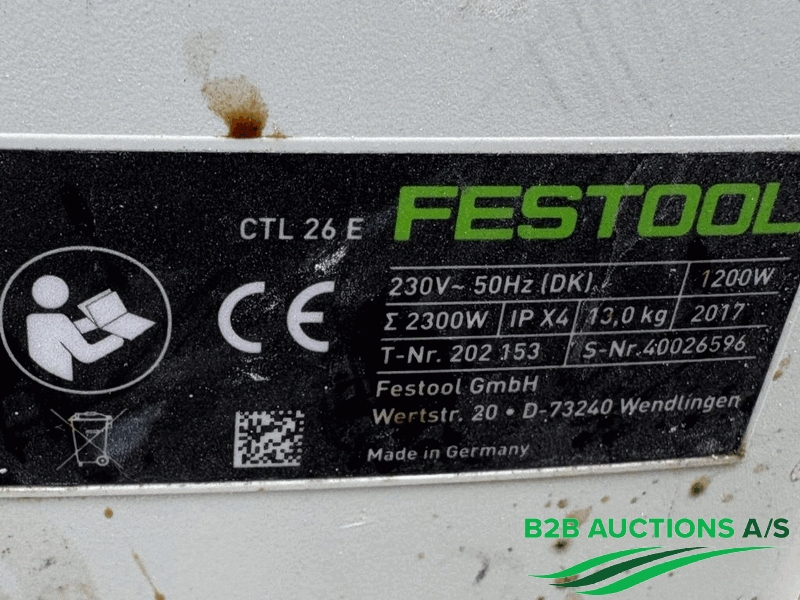 CTL 26 E FESTOOL
230V~ 50Hz (DK) 1200W
Σ 2300W IP X4 13,0 kg 2017
T-Nr. 202 153 S-Nr.40026596
Festool GmbH
Wertstr. 20 • D-73240 Wendlingen
Made in Germany
CE
B2B AUCTIONS A/S